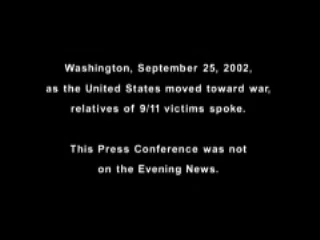 Washington, September 25, 2002,
as the United States moved toward war,
relatives of 9/11 victims spoke.
This Press Conference was not
on the Evening News.